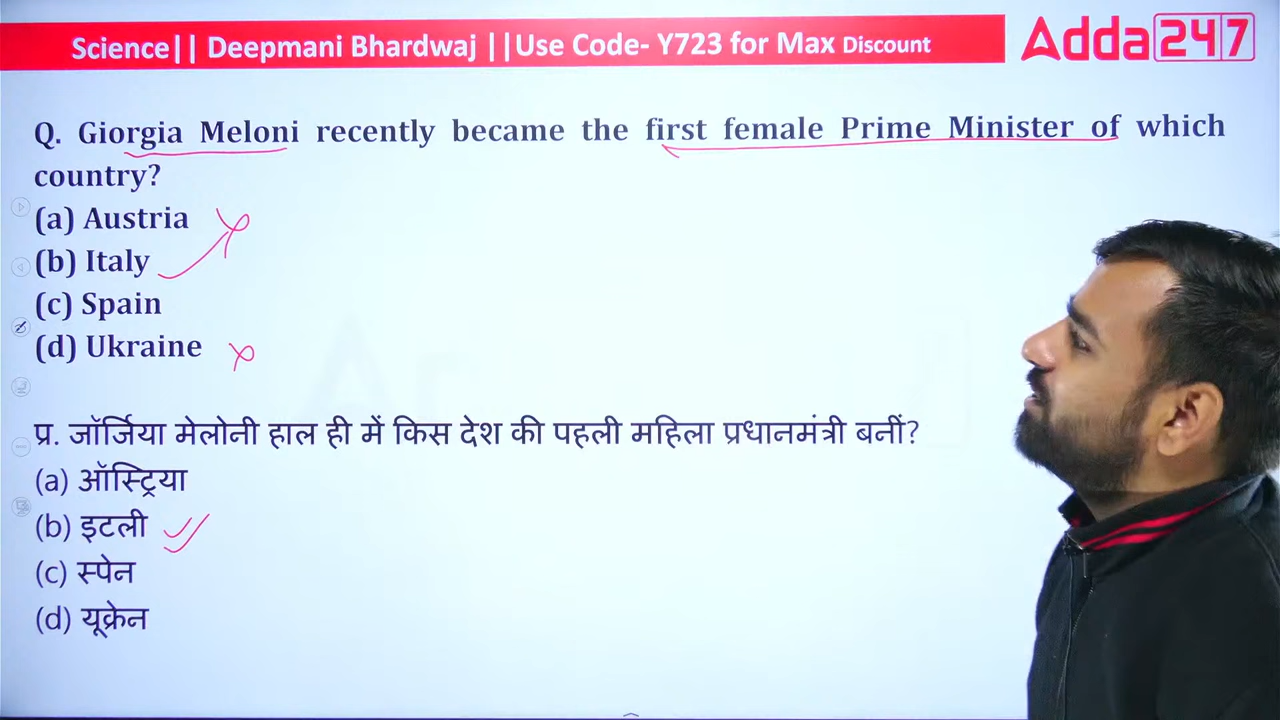 Science|| Deepmani Bhardwaj ||Use Code- Y723 for Max Discount
Adda247
Q. Giorgia Meloni recently became the first female Prime Minister of which
country?
(a) Austria
(b) Italy
(c) Spain
(d) Ukraine
प्र. जॉर्जिया मेलोनी हाल ही में किस देश की पहली महिला प्रधानमंत्री बनीं?
(a) ऑस्ट्रिया
(b) इटली
(c) स्पेन
(d) यूक्रेन